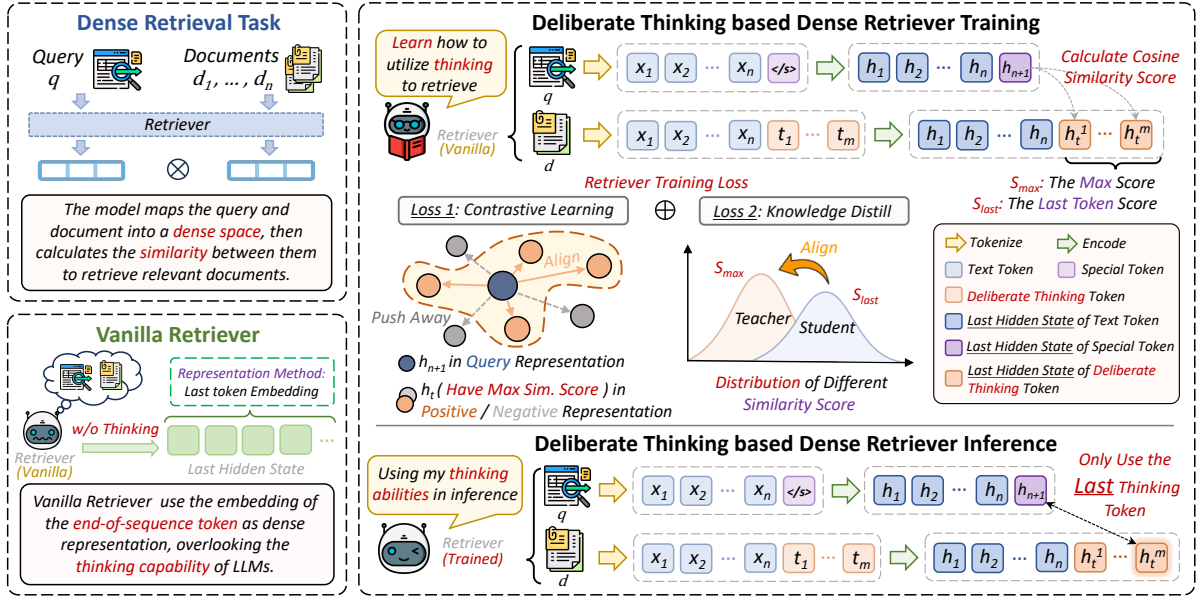 Dense Retrieval Task
Query
q
Documents
d1, ... , dn
Retriever
⊗
The model maps the query and
document into a dense space, then
calculates the similarity between them
to retrieve relevant documents.
Vanilla Retriever
Representation Method:
Last token Embedding
w/o Thinking
...
Retriever
(Vanilla)
Last Hidden State
Vanilla Retriever use the embedding of
the end-of-sequence token as dense
representation, overlooking the
thinking capability of LLMs.
Deliberate Thinking based Dense Retriever Training
Learn how to
utilize thinking
to retrieve
Retriever
(Vanilla)
q
x1 x2 ... xn </s>
h1 h2 ... hn hn+1
Calculate Cosine
Similarity Score
d
x1 x2 ... xn t1 ... tm
h1 h2 ... hn ht1 ... htm
Smax: The Max Score
Slast: The Last Token Score
Retriever Training Loss
Loss 1: Contrastive Learning
⊕
Loss 2: Knowledge Distill
Align
Push Away
hn+1 in Query Representation
ht ( Have Max Sim. Score ) in
Positive / Negative Representation
Align
Smax
Slast
Teacher
Student
Distribution of Different
Similarity Score
Tokenize
Encode
Text Token
Special Token
Deliberate Thinking Token
Last Hidden State of Text Token
Last Hidden State of Special Token
Last Hidden State of Deliberate
Thinking Token
Deliberate Thinking based Dense Retriever Inference
Using my thinking
abilities in inference
Retriever
(Trained)
q
x1 x2 ... xn </s>
h1 h2 ... hn hn+1
Only Use the
Last Thinking
Token
d
x1 x2 ... xn t1 ... tm
h1 h2 ... hn ht1 ... htm